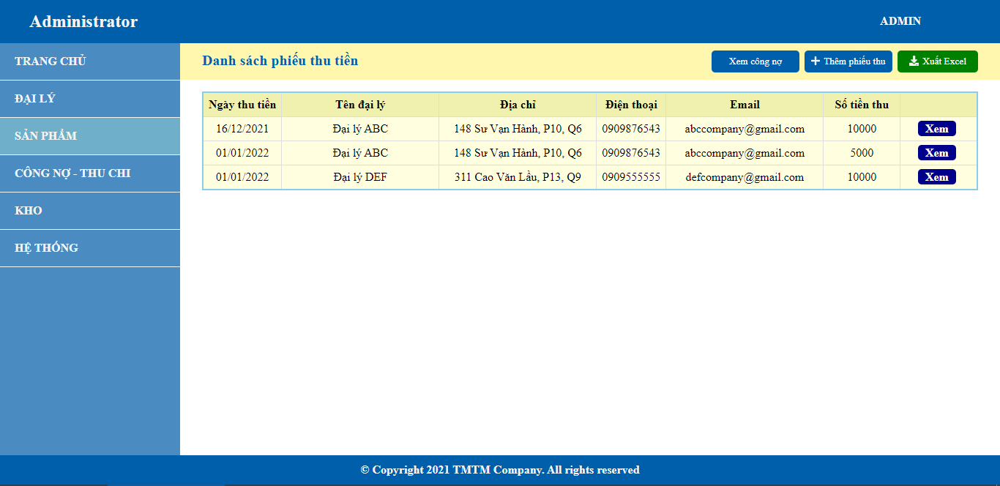 Administrator
ADMIN
TRANG CHỦ
ĐẠI LÝ
SẢN PHẨM
CÔNG NỢ - THU CHI
KHO
HỆ THỐNG
Danh sách phiếu thu tiền
Xem công nợ
Thêm phiếu thu
Xuất Excel
Ngày thu tiền Tên đại lý Địa chỉ Điện thoại Email Số tiền thu
16/12/2021 Đại lý ABC 148 Sư Vạn Hành, P10, Q6 0909876543 abccompany@gmail.com 10000 Xem
01/01/2022 Đại lý ABC 148 Sư Vạn Hành, P10, Q6 0909876543 abccompany@gmail.com 5000 Xem
01/01/2022 Đại lý DEF 311 Cao Văn Lầu, P13, Q9 0909555555 defcompany@gmail.com 10000 Xem
© Copyright 2021 TMTM Company. All rights reserved